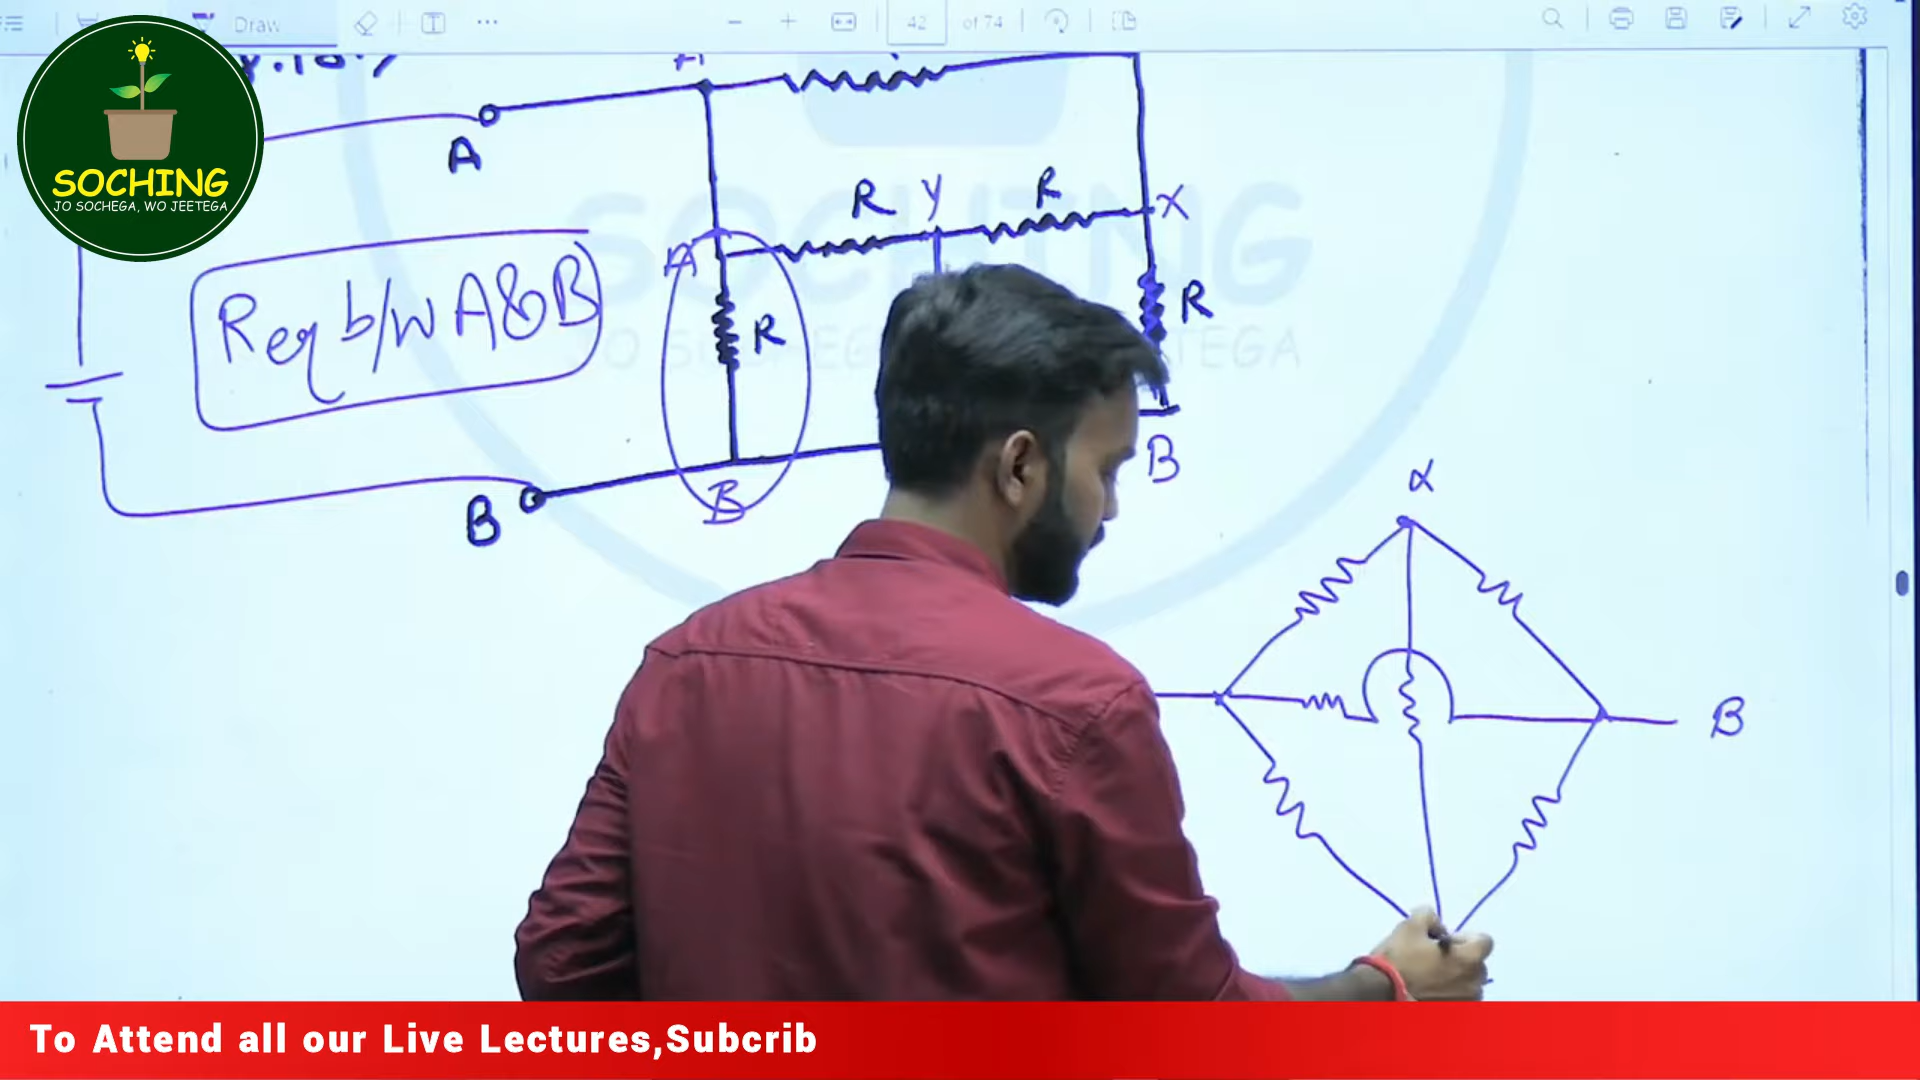 Draw
42 of 74
SOCHING
JO SOCHEGA, WO JEETEGA
A
R Y R X
A
Req b/w A&B
R
R
B
B
B
X
B
To Attend all our Live Lectures,Subcrib